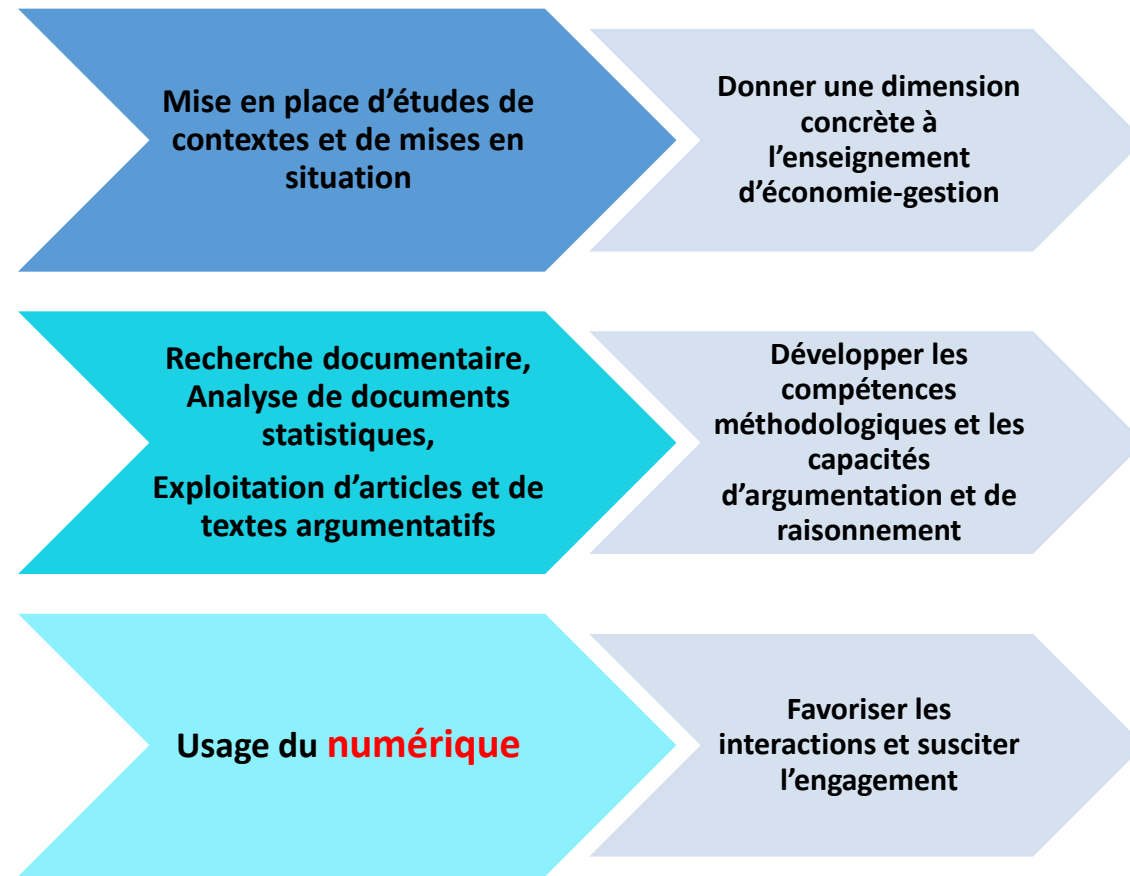 Mise en place d’études de
contextes et de mises en
situation
Donner une dimension
concrète à
l’enseignement
d’économie-gestion
Recherche documentaire,
Analyse de documents
statistiques,
Exploitation d’articles et de
textes argumentatifs
Développer les
compétences
méthodologiques et les
capacités
d’argumentation et de
raisonnement
Usage du numérique
Favoriser les
interactions et susciter
l’engagement